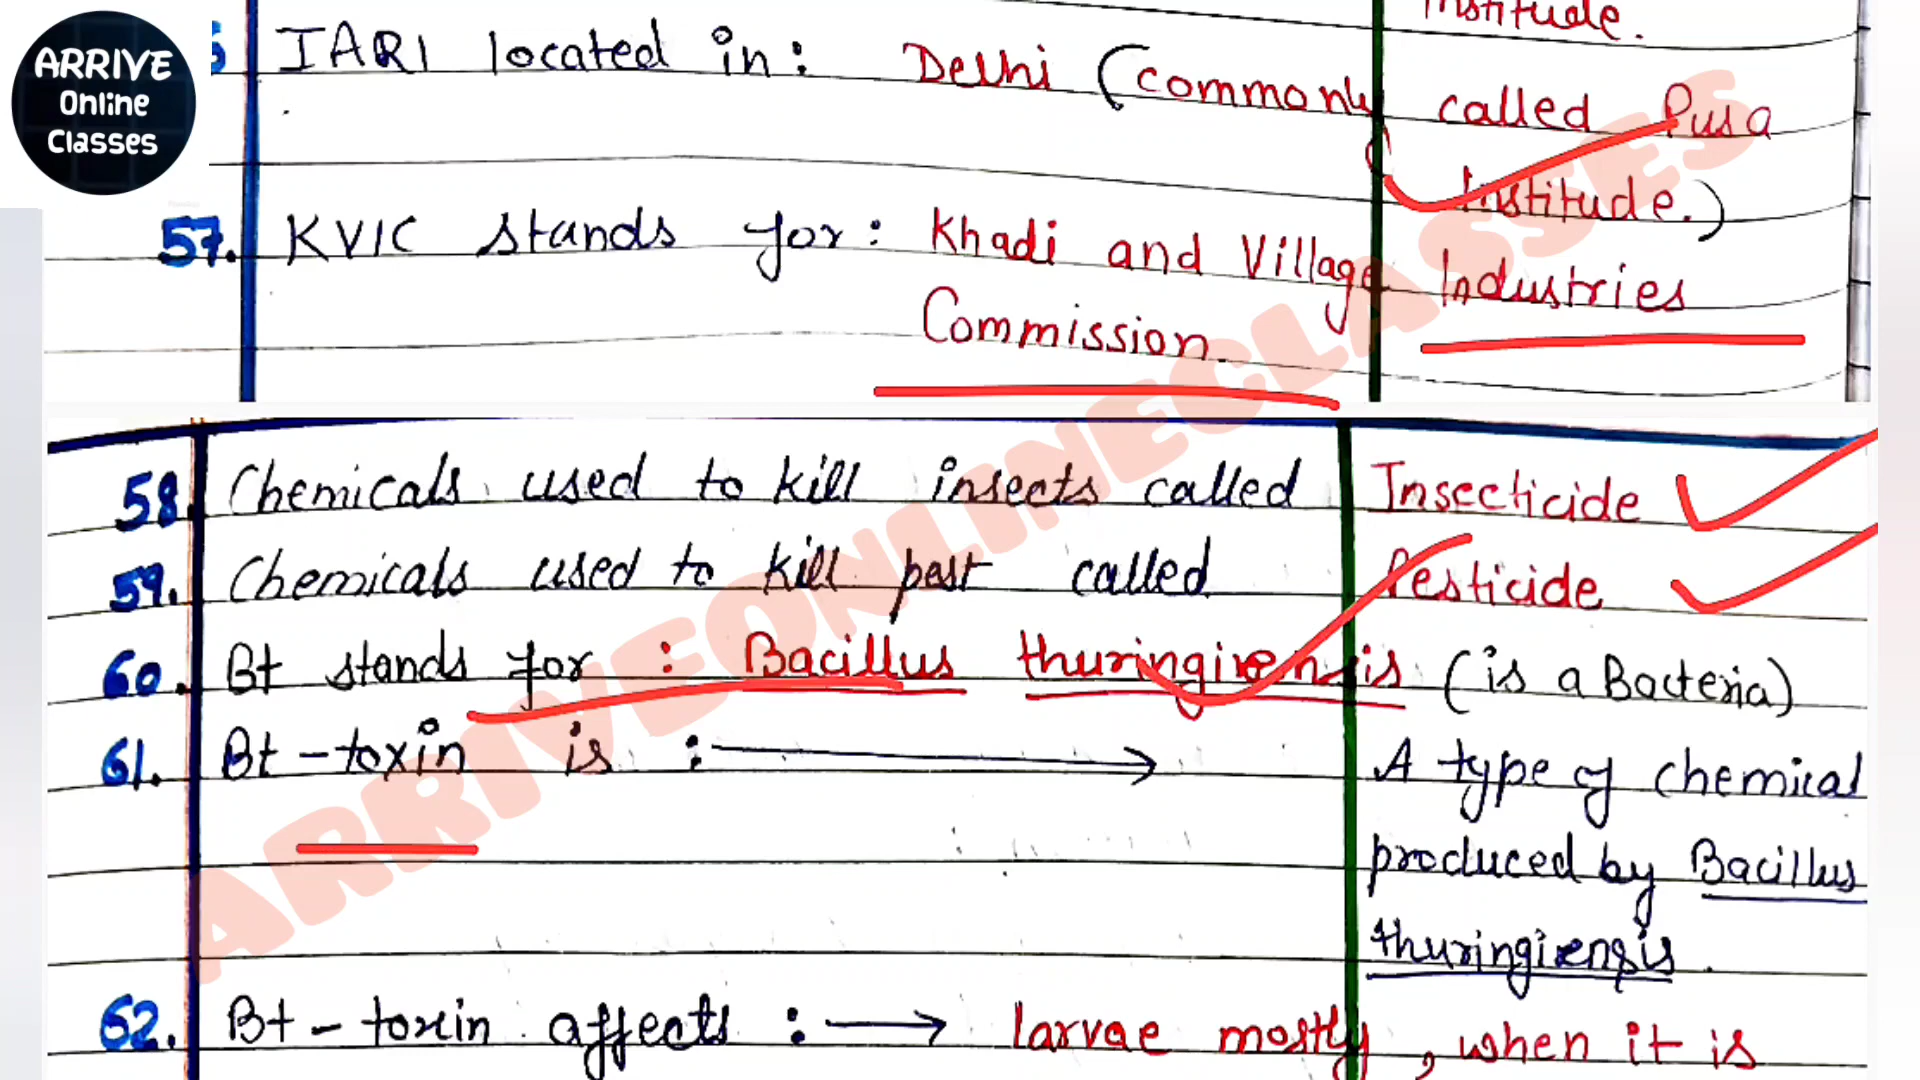 ARRIVE
Online
Classes
Institude.
IARI located in: Delhi (commonly called Pusa
Institude.)
57. KVIC stands for: Khadi and Village Industries
Commission.
58. Chemicals used to kill insects called Insecticide
59. Chemicals used to kill pest called Pesticide
60. Bt stands for : Bacillus thuringirensis (is a Bacteria)
61. Bt-toxin is : → A type of chemical
produced by Bacillus
thuringirensis.
62. Bt-toxin affects : → larvae mostly, when it is
ARRIVEONLINECLASSES